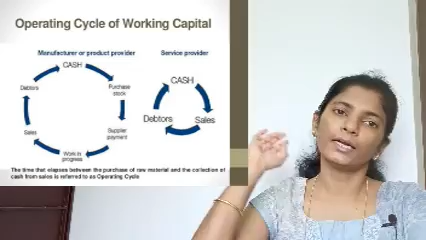 Operating Cycle of Working Capital
Manufacturer or product provider
CASH
Purchase
stock
Supplier
payment
Work in
progress
Sales
Debtors
Service provider
CASH
Sales
Debtors
The time that elapses between the purchase of raw material and the collection of
cash from sales is referred to as Operating Cycle